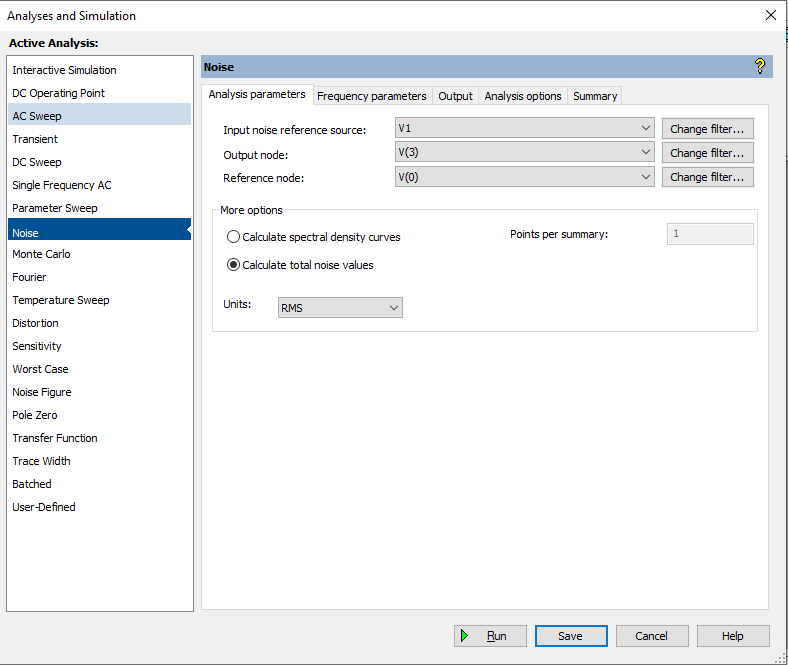 Analyses and Simulation
Active Analysis:
Interactive Simulation
DC Operating Point
AC Sweep
Transient
DC Sweep
Single Frequency AC
Parameter Sweep
Noise
Monte Carlo
Fourier
Temperature Sweep
Distortion
Sensitivity
Worst Case
Noise Figure
Pole Zero
Transfer Function
Trace Width
Batched
User-Defined
Noise
Analysis parameters Frequency parameters Output Analysis options Summary
Input noise reference source: V1 Change filter...
Output node: V(3) Change filter...
Reference node: V(0) Change filter...
More options
Calculate spectral density curves Points per summary: 1
Calculate total noise values
Units: RMS
Run Save Cancel Help